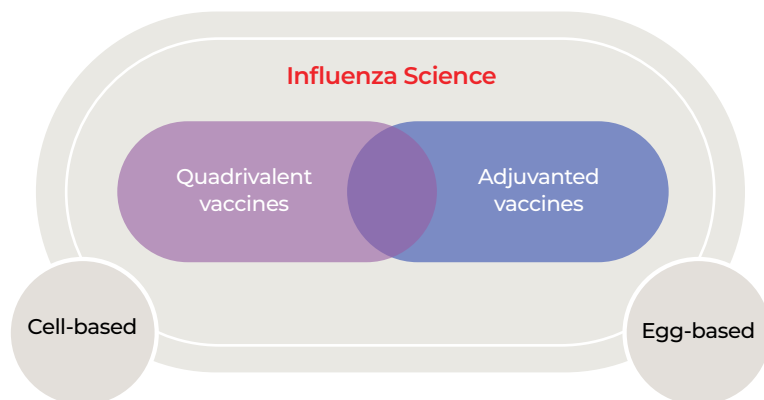 Influenza Science
Quadrivalent
vaccines
Adjuvanted
vaccines
Cell-based
Egg-based